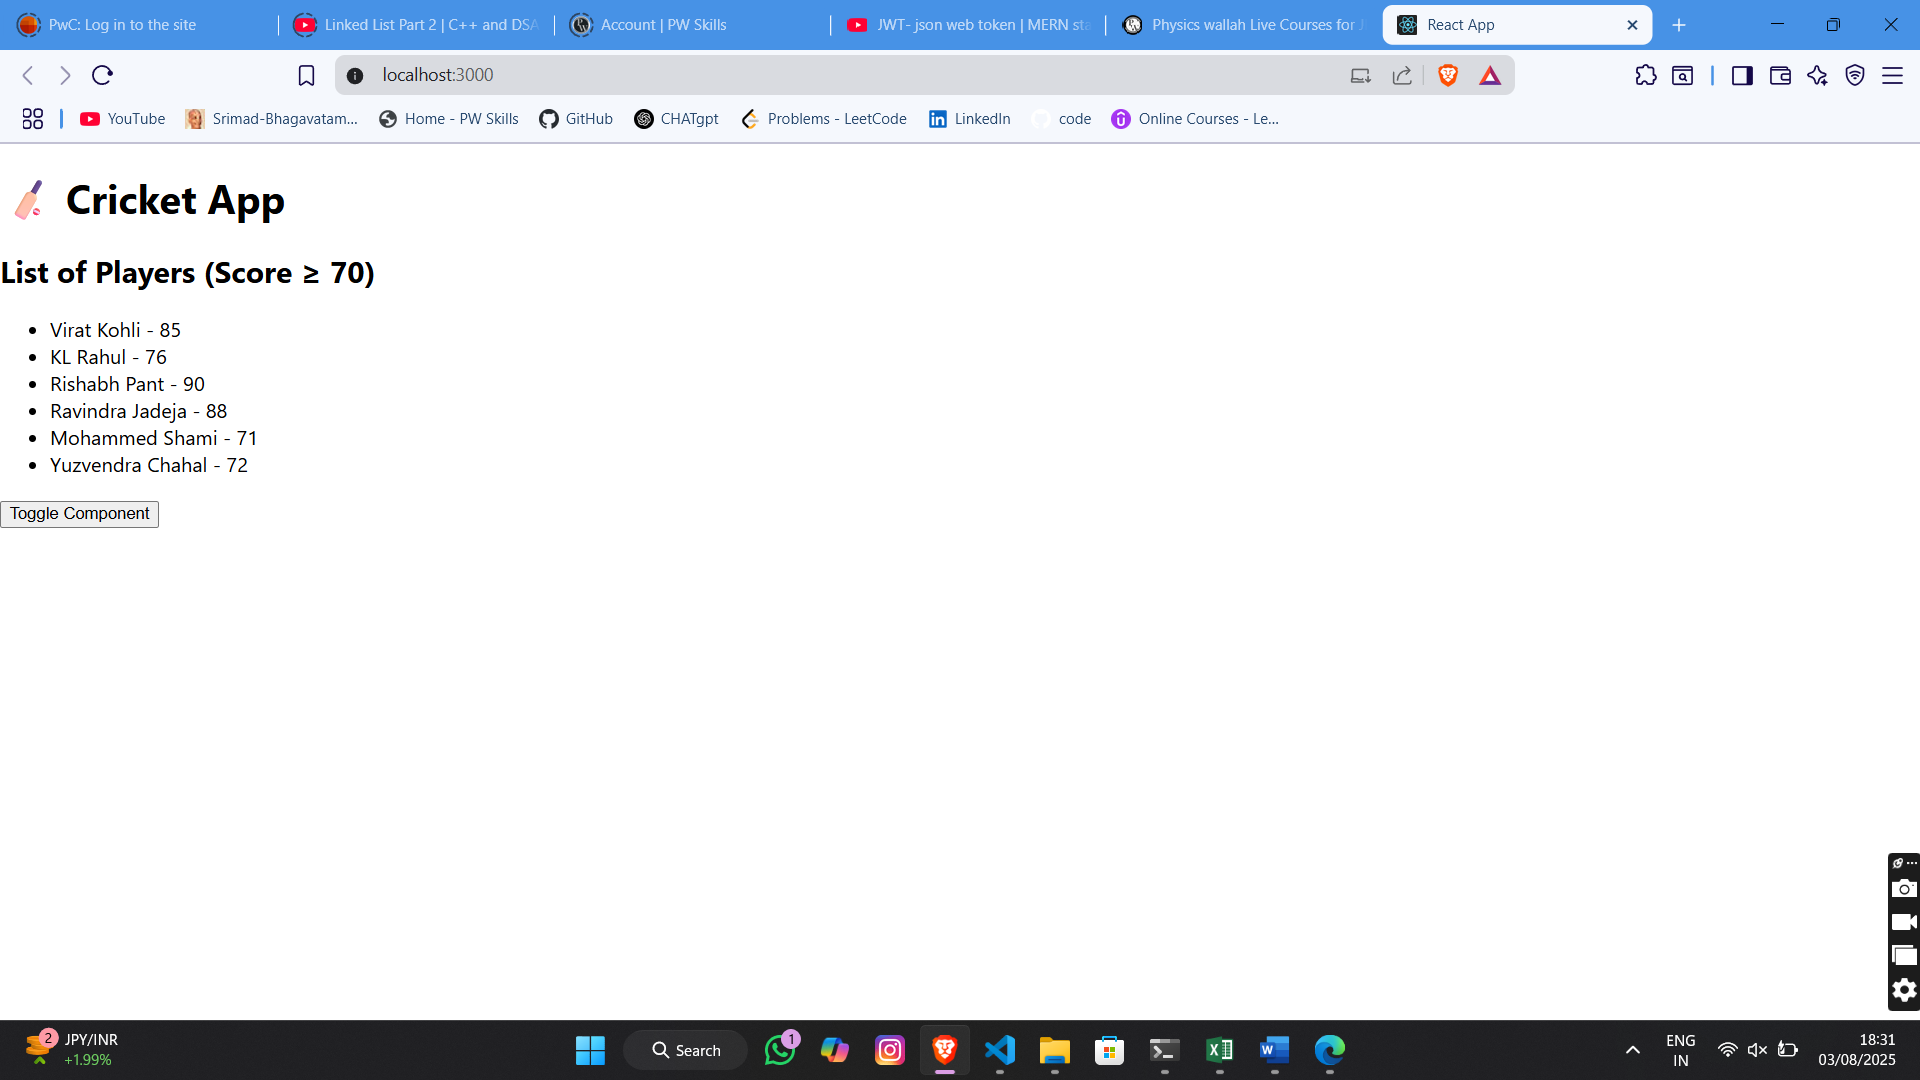 PwC: Log in to the site
Linked List Part 2 | C++ and DSA
Account | PW Skills
JWT- json web token | MERN sta
Physics wallah Live Courses for J
React App
localhost:3000
YouTube
Srimad-Bhagavatam...
Home - PW Skills
GitHub
CHATgpt
Problems - LeetCode
LinkedIn
code
Online Courses - Le...
Cricket App
List of Players (Score ≥ 70)
• Virat Kohli - 85
• KL Rahul - 76
• Rishabh Pant - 90
• Ravindra Jadeja - 88
• Mohammed Shami - 71
• Yuzvendra Chahal - 72
Toggle Component
2
JPY/INR
+1.99%
Search
1
ENG
IN
18:31
03/08/2025